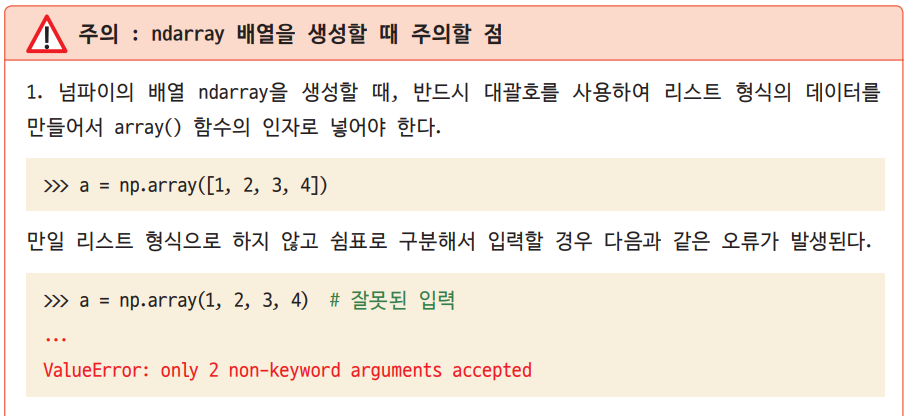 주의 : ndarray 배열을 생성할 때 주의할 점
1. 넘파이의 배열 ndarray을 생성할 때, 반드시 대괄호를 사용하여 리스트 형식의 데이터를
만들어서 array() 함수의 인자로 넣어야 한다.
>>> a = np.array([1, 2, 3, 4])
만일 리스트 형식으로 하지 않고 쉼표로 구분해서 입력할 경우 다음과 같은 오류가 발생된다.
>>> a = np.array(1, 2, 3, 4)  # 잘못된 입력
...
ValueError: only 2 non-keyword arguments accepted